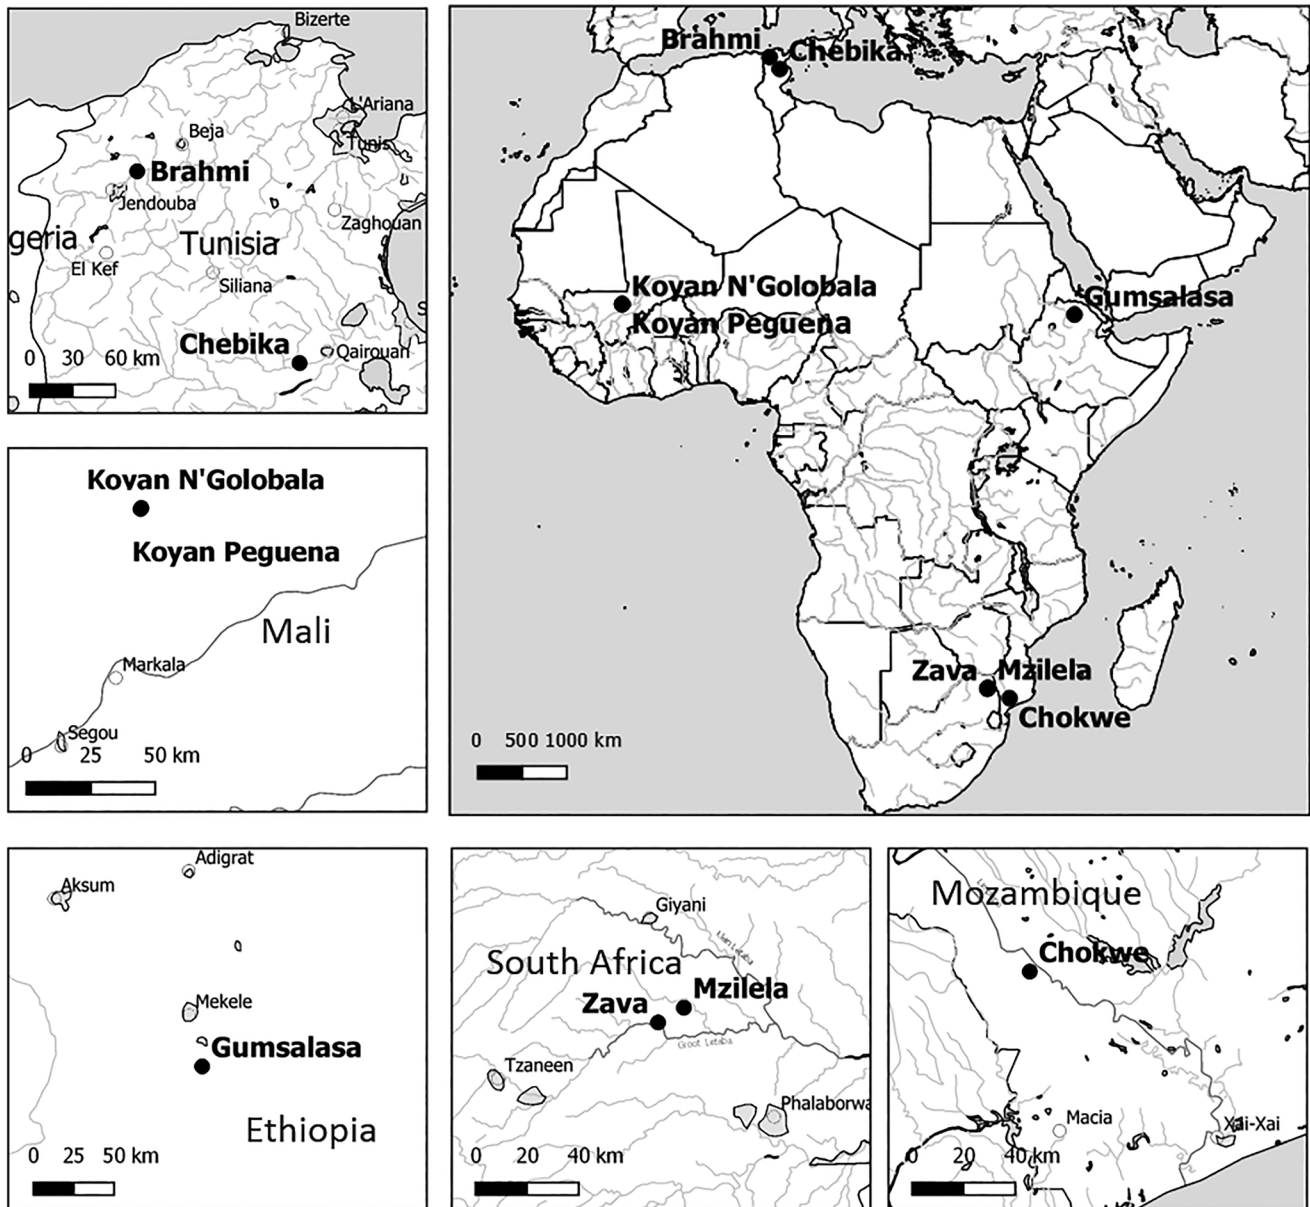 Bizerte
L'Ariana
Tunis
Beja
Brahmi
Jendouba
Zaghouan
geria
Tunisia
El Kef
Siliana
S
Chebika
Qairouan
0 30 60 km
Brahmi
Chebika
Koyan N'Golobala
Koyan Peguena
Gumsalasa
Zava Mzilela
Chokwe
0 500 1000 km
Kovan N'Golobala
Koyan Peguena
Mali
Markala
Segou
0 25 50 km
Adigrat
Aksum
Mekele
Gumsalasa
Ethiopia
0 25 50 km
Giyani
South Africa
Mzilela
Zava
Groot Letaba
Tzaneen
Phalaborwa
0 20 40 km
Mozambique
Chokwe
Macia
Xai-Xai
0 20 40 km